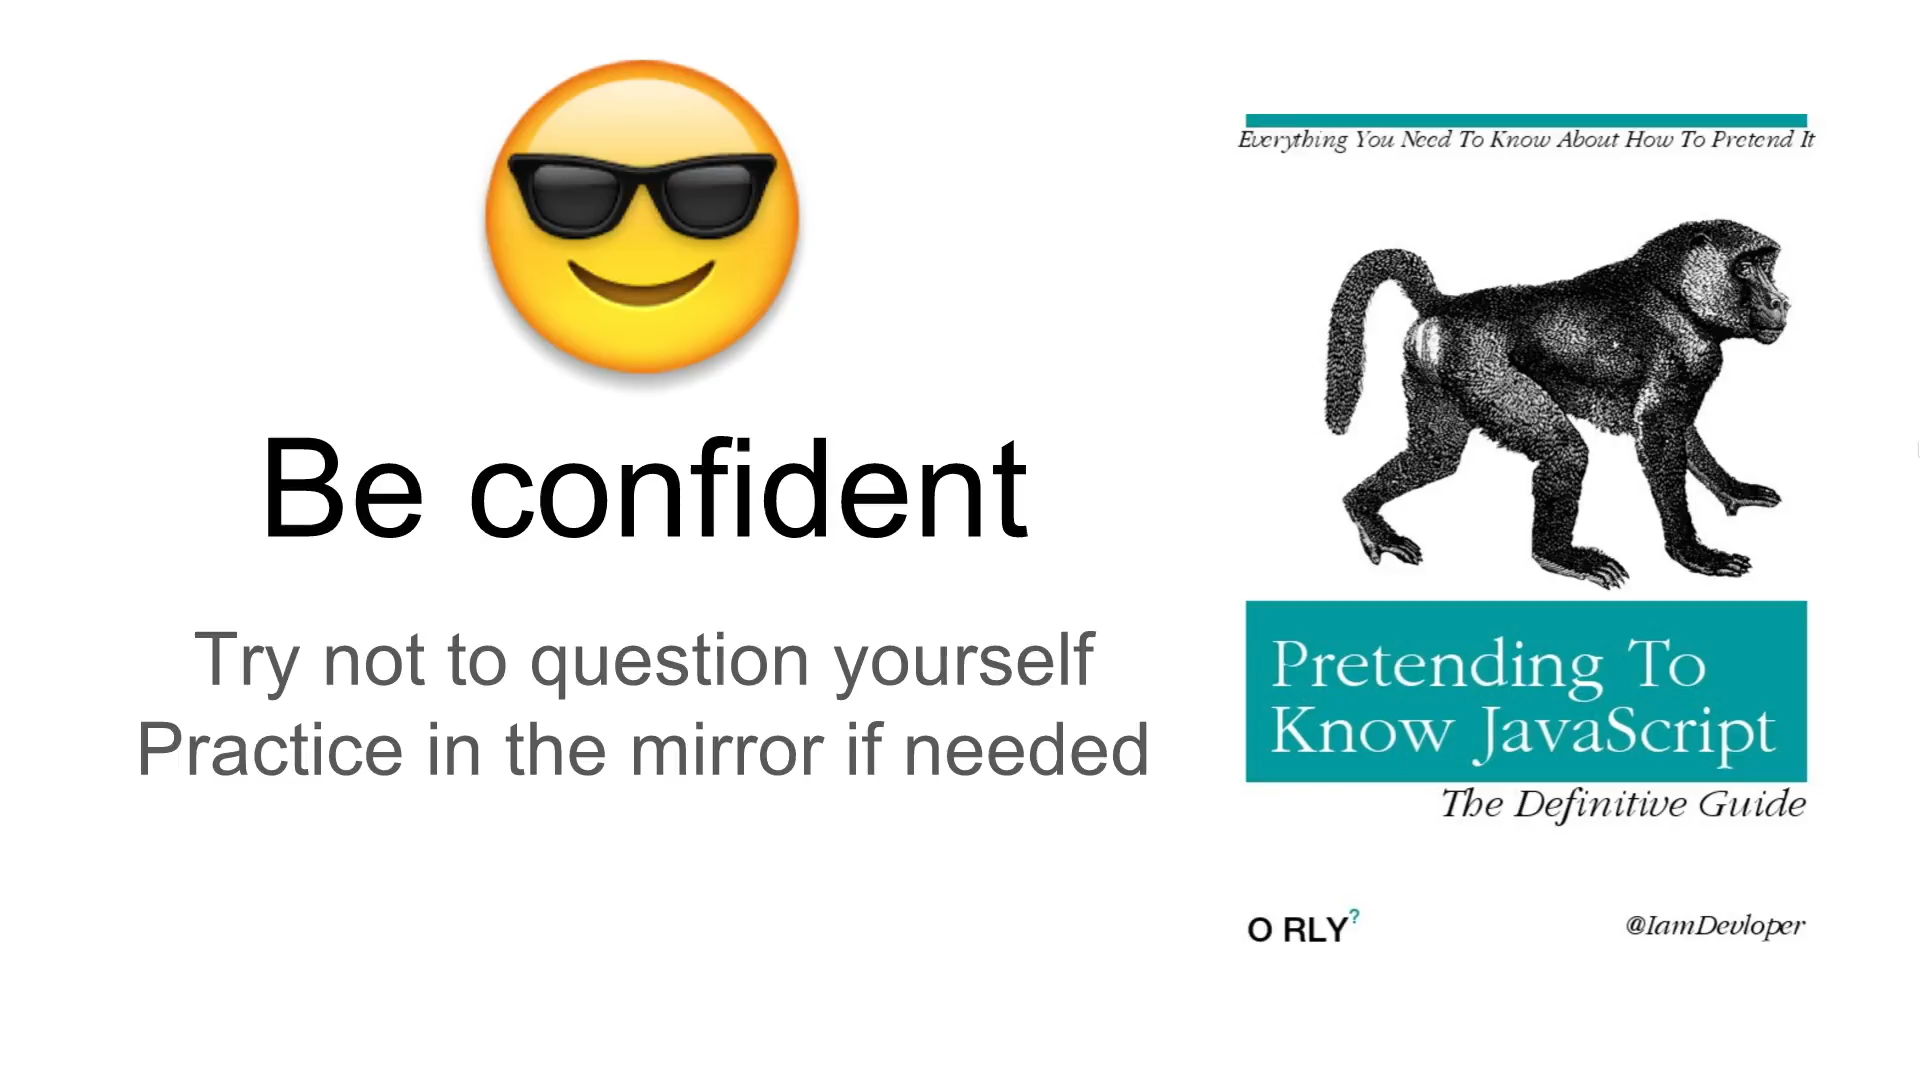 Be confident
Try not to question yourself
Practice in the mirror if needed
Everything You Need To Know About How To Pretend It
Pretending To
Know JavaScript
The Definitive Guide
O RLY?
@IamDevloper